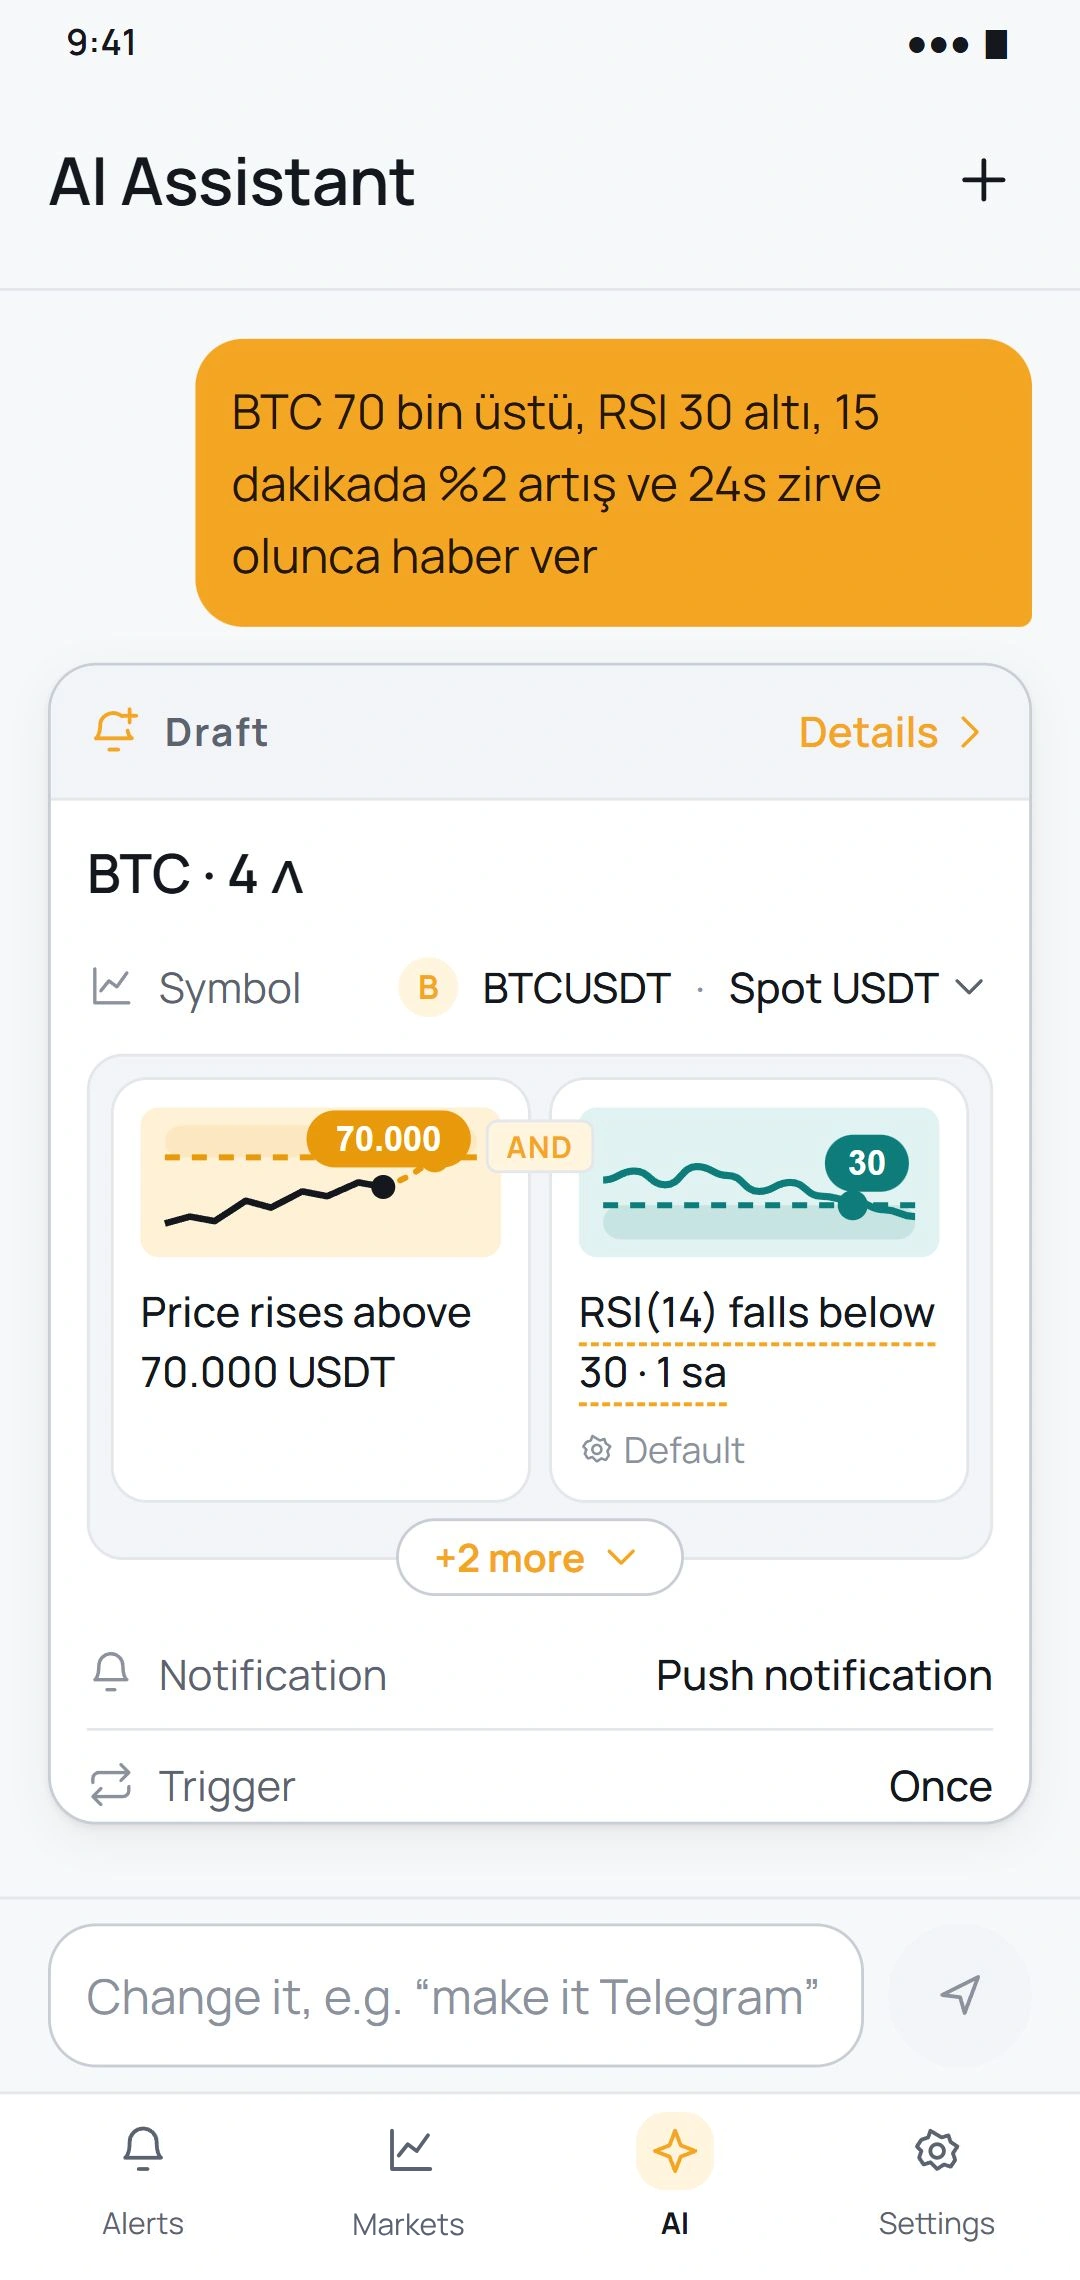 9:41
AI Assistant
BTC 70 bin üstü, RSI 30 altı, 15
dakikada %2 artış ve 24s zirve
olunca haber ver
Draft
Details
BTC · 4 ∧
Symbol
B
BTCUSDT · Spot USDT
70.000
AND
30
Price rises above
70.000 USDT
RSI(14) falls below
30 · 1 sa
Default
+2 more
Notification
Push notification
Trigger
Once
Change it, e.g. “make it Telegram”
Alerts
Markets
AI
Settings